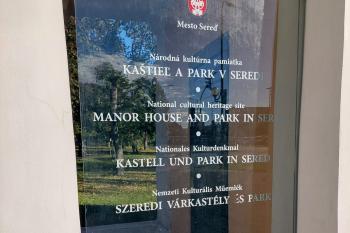 Mesto Sereď
Národná kultúrna pamiatka
KAŠTIEĽ A PARK V SEREDI
National cultural heritage site
MANOR HOUSE AND PARK IN SER
Nationales Kulturdenkmal
KASTELL UND PARK IN SERED
Nemzeti Kulturális Műemlék
SZEREDI VÁRKASTÉLY ÉS PARK